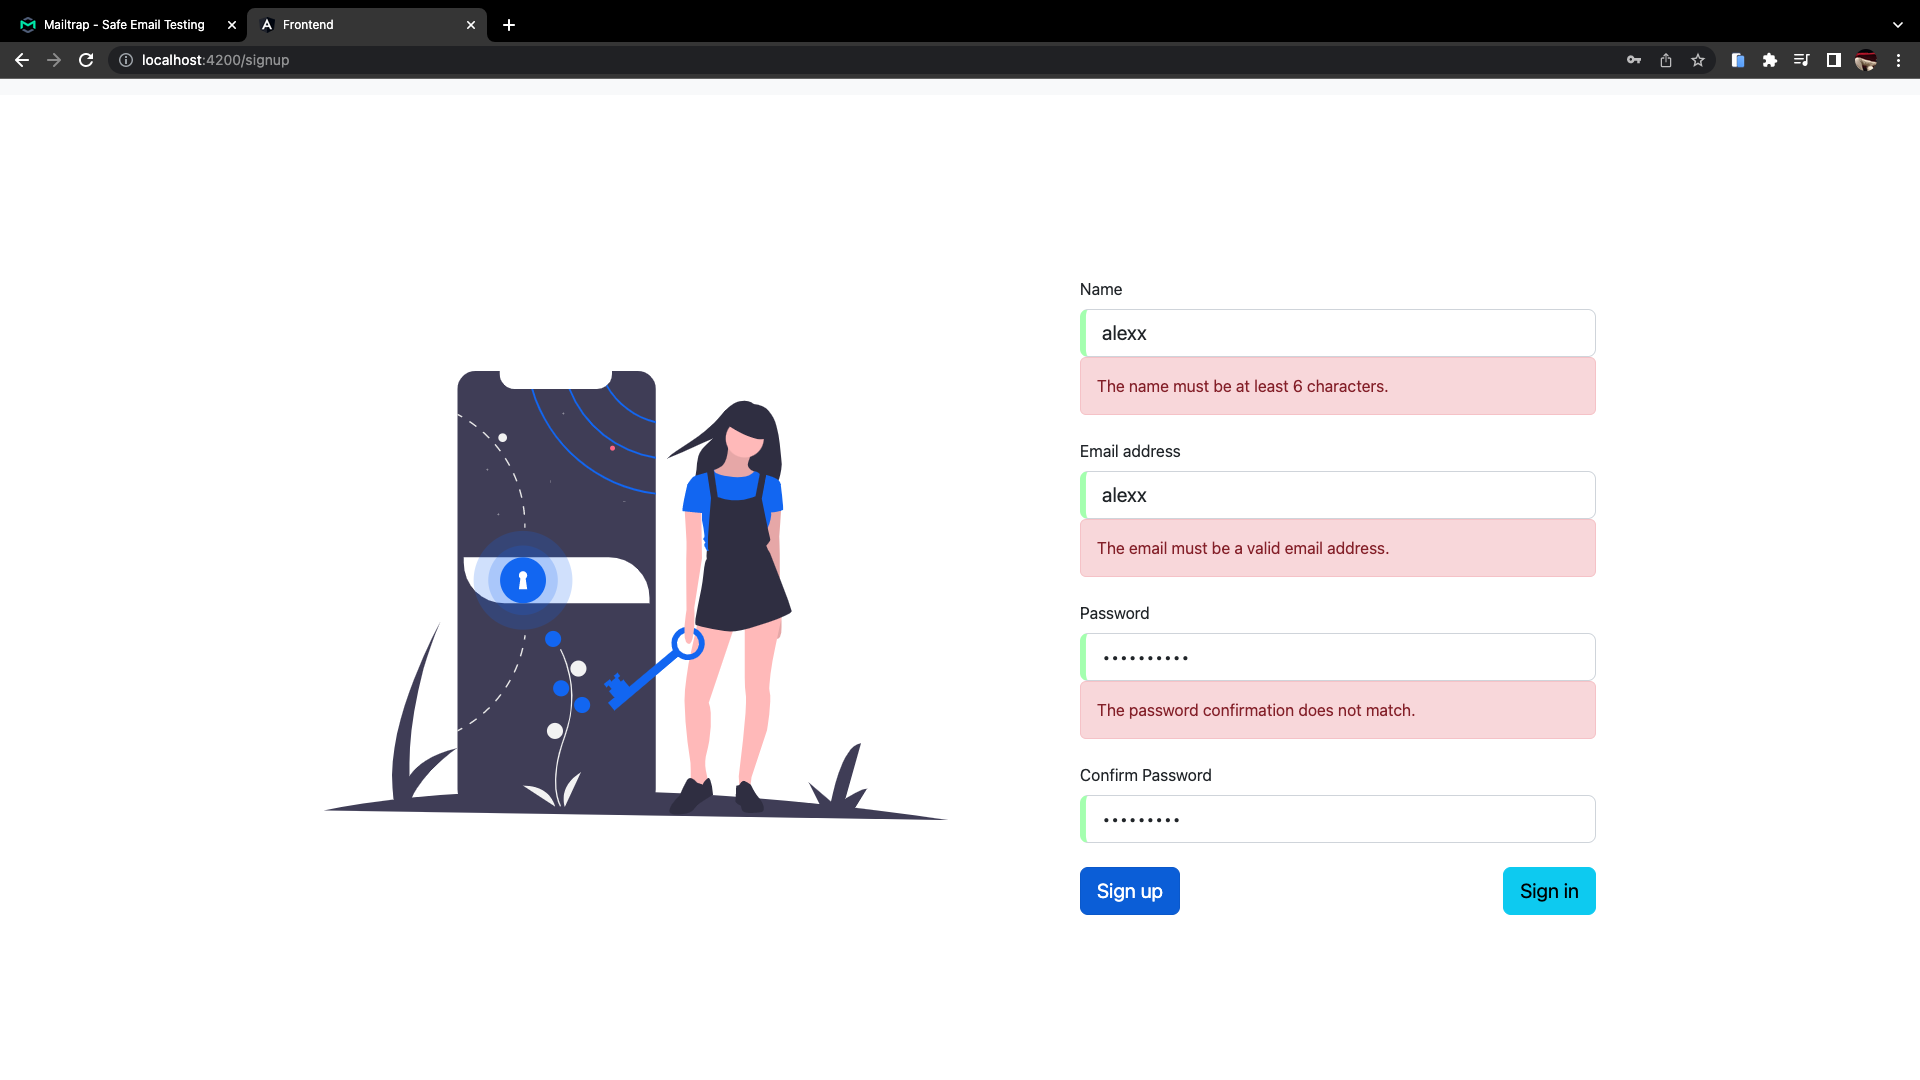 Mailtrap - Safe Email Testing
Frontend
localhost:4200/signup
Name
alexx
The name must be at least 6 characters.
Email address
alexx
The email must be a valid email address.
Password
••••••••••
The password confirmation does not match.
Confirm Password
•••••••••
Sign up
Sign in